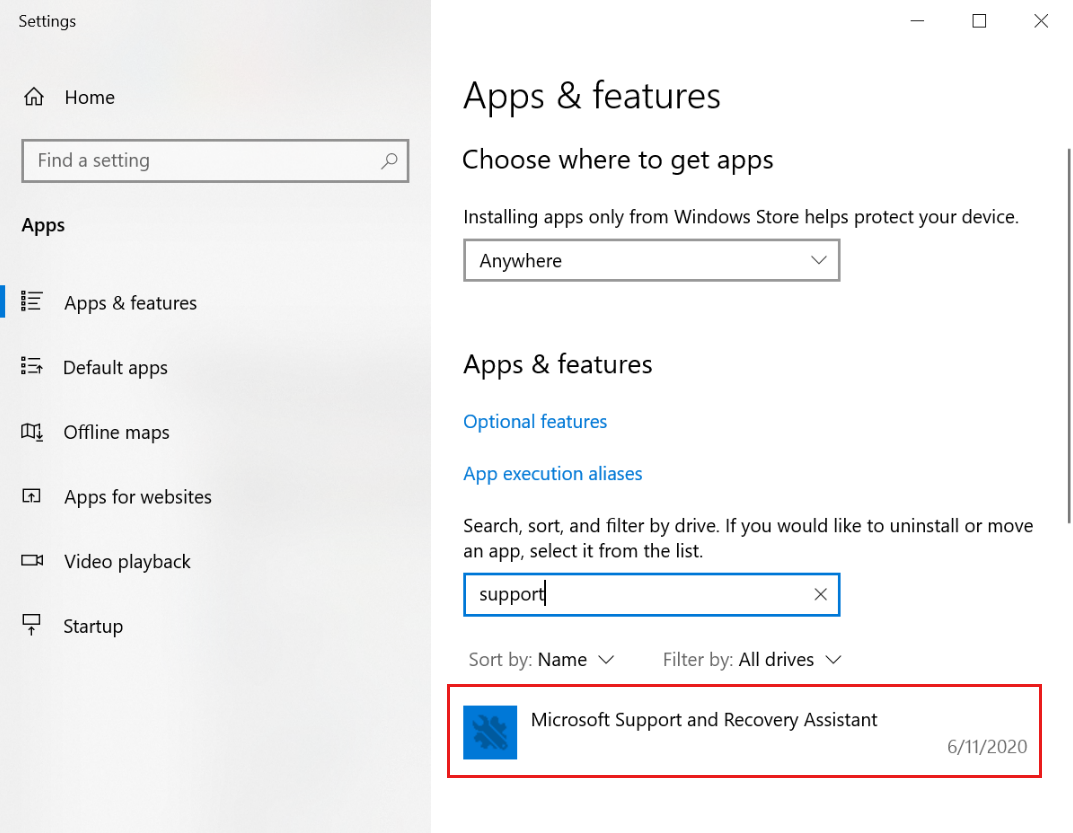 Settings
Home
Find a setting
Apps
Apps & features
Default apps
Offline maps
Apps for websites
Video playback
Startup
Apps & features
Choose where to get apps
Installing apps only from Windows Store helps protect your device.
Anywhere
Apps & features
Optional features
App execution aliases
Search, sort, and filter by drive. If you would like to uninstall or move
an app, select it from the list.
support
Sort by: Name Filter by: All drives
Microsoft Support and Recovery Assistant
6/11/2020